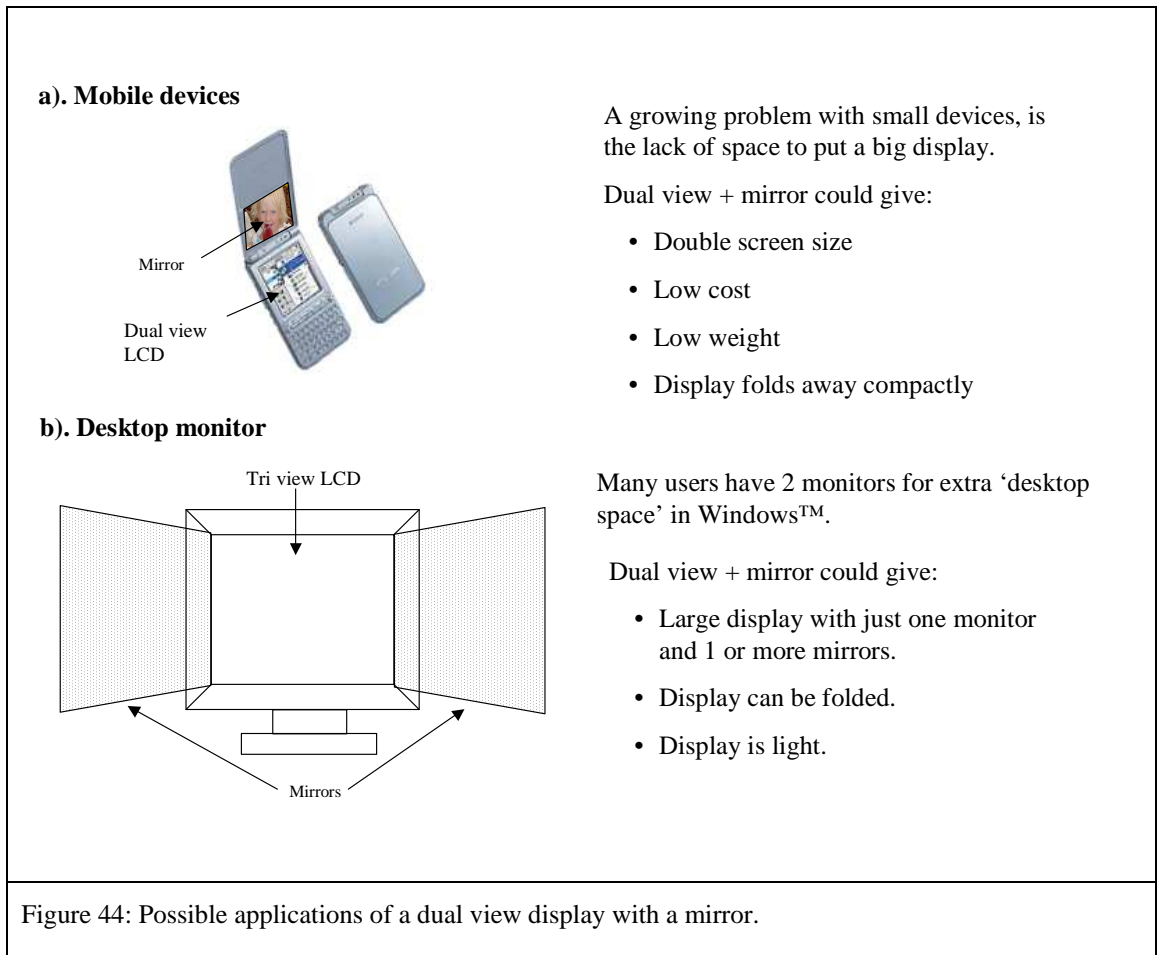 a). Mobile devices
Mirror
Dual view
LCD
A growing problem with small devices, is
the lack of space to put a big display.
Dual view + mirror could give:
• Double screen size
• Low cost
• Low weight
• Display folds away compactly
b). Desktop monitor
Tri view LCD
Mirrors
Many users have 2 monitors for extra ‘desktop
space’ in Windows™.
Dual view + mirror could give:
• Large display with just one monitor
and 1 or more mirrors.
• Display can be folded.
• Display is light.
Figure 44: Possible applications of a dual view display with a mirror.